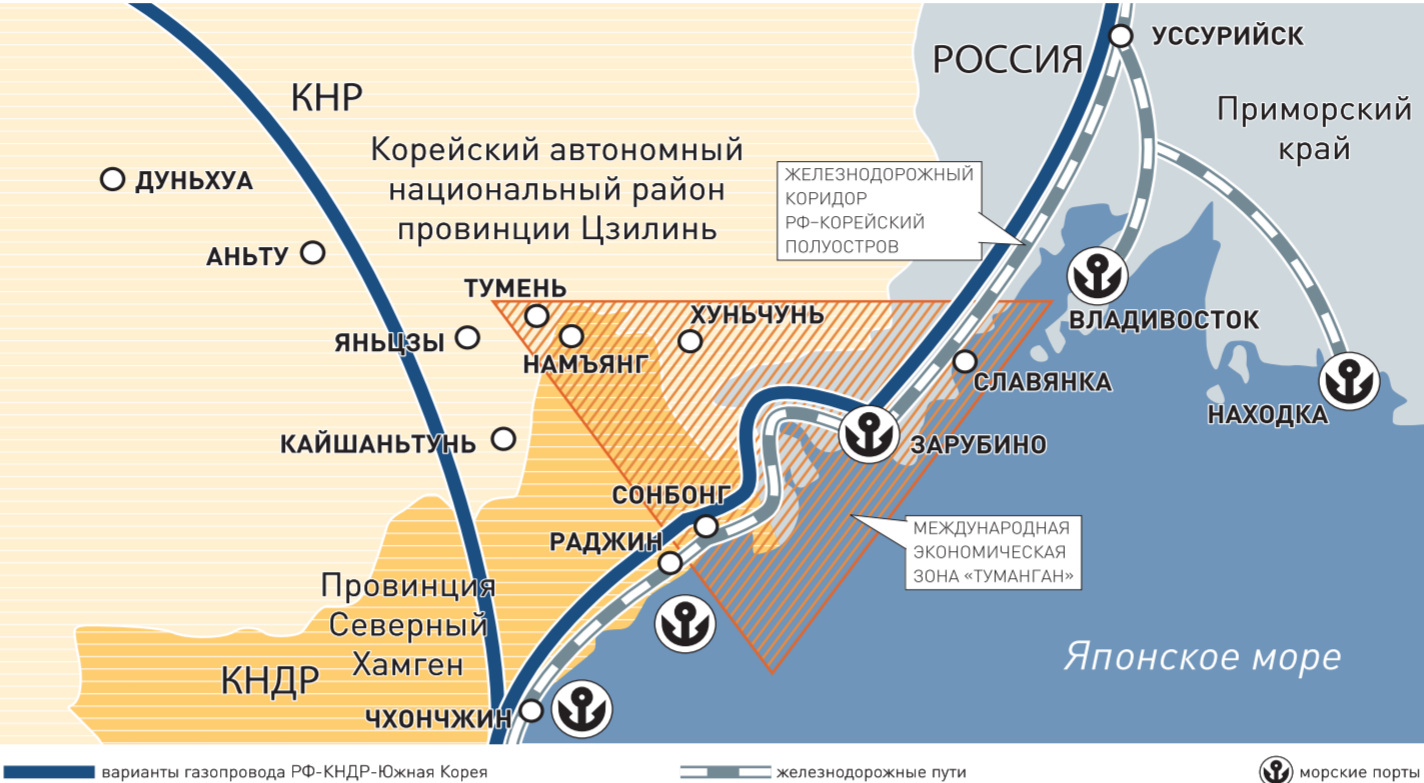 УССУРИЙСК
РОССИЯ
КНР
Приморский
край
Корейский автономный
национальный район
провинции Цзилинь
ДУНЬХУА
ЖЕЛЕЗНОДОРОЖНЫЙ
КОРИДОР
РФ-КОРЕЙСКИЙ
ПОЛУОСТРОВ
АНЬТУ
ТУМЕНЬ
ХУНЬЧУНЬ
ВЛАДИВОСТОК
ЯНЬЦЗЫ
НАМЪЯНГ
СЛАВЯНКА
НАХОДКА
КАЙШАНЬТУНЬ
ЗАРУБИНО
СОНБОНГ
РАДЖИН
МЕЖДУНАРОДНАЯ
ЭКОНОМИЧЕСКАЯ
ЗОНА «ТУМАНГАН»
Провинция
Северный
Хамген
КНДР
Японское море
ЧХОНЧЖИН
варианты газопровода РФ-КНДР-Южная Корея
железнодорожные пути
морские порты